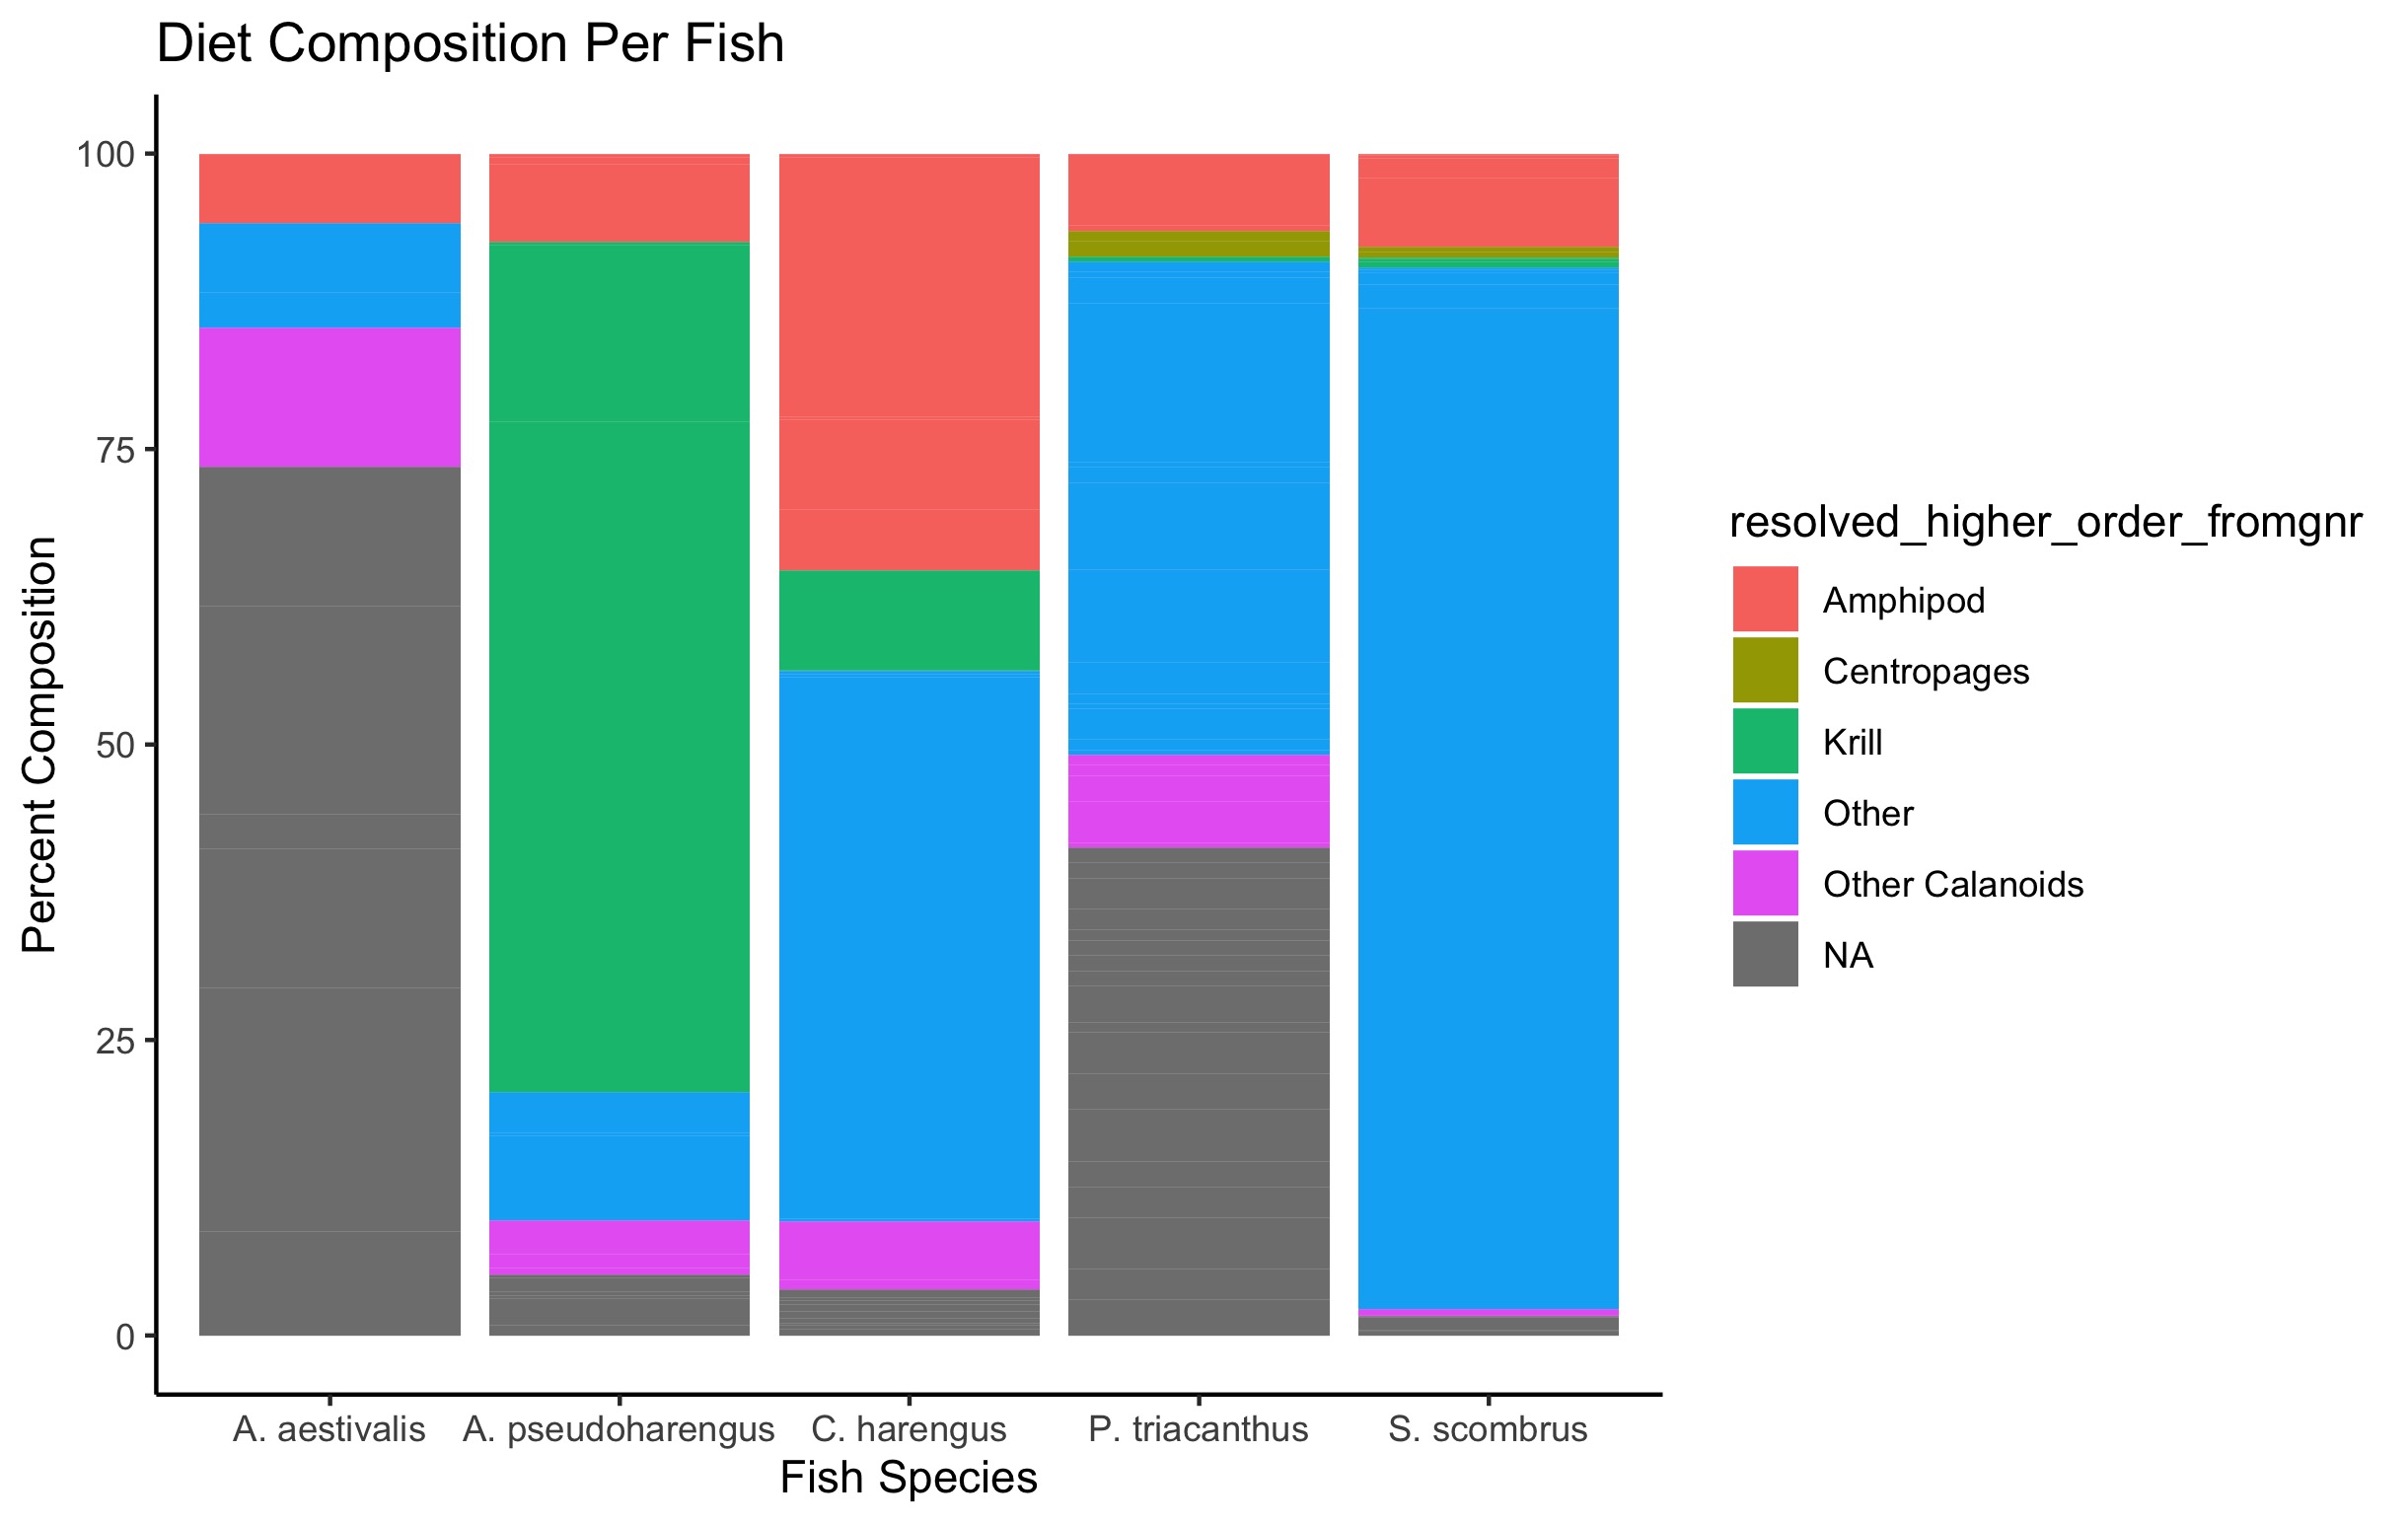 Diet Composition Per Fish
Percent Composition
100
75
50
25
0
A. aestivalis
A. pseudoharengus
C. harengus
P. triacanthus
S. scombrus
Fish Species
resolved_higher_order_fromgnr
Amphipod
Centropages
Krill
Other
Other Calanoids
NA